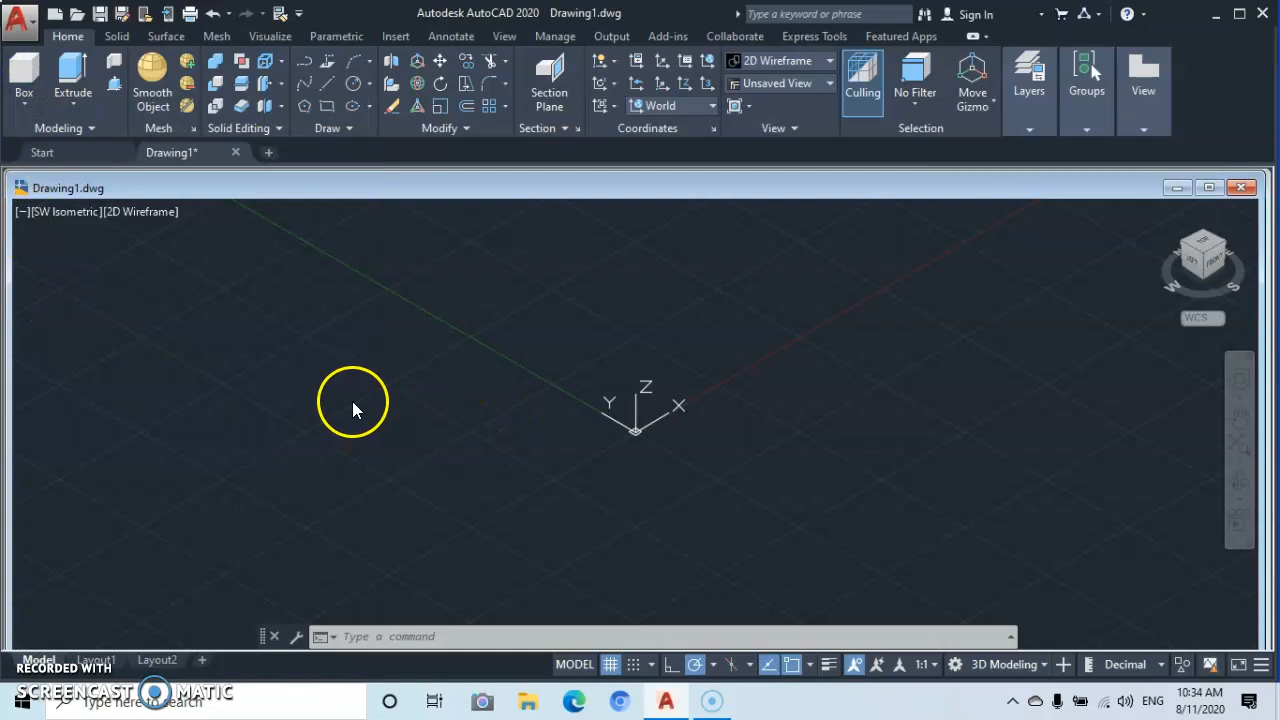 Autodesk AutoCAD 2020 Drawing1.dwg
Type a keyword or phrase
Sign In
Home Solid Surface Mesh Visualize Parametric Insert Annotate View Manage Output Add-ins Collaborate Express Tools Featured Apps
2D Wireframe
Unsaved View
Box Extrude Smooth Object Section Plane World Culling No Filter Move Gizmo Layers Groups View
Modeling Mesh Solid Editing Draw Modify Section Coordinates View Selection
Start Drawing1*
Drawing1.dwg
[−][SW Isometric][2D Wireframe]
TOP
LEFT FRONT
W S
WCS
Z
Y X
Type a command
Model Layout1 Layout2
MODEL 1:1 3D Modeling Decimal
RECORDED WITH
SCREENCAST MATIC
Type here to search
ENG
10:34 AM
8/11/2020